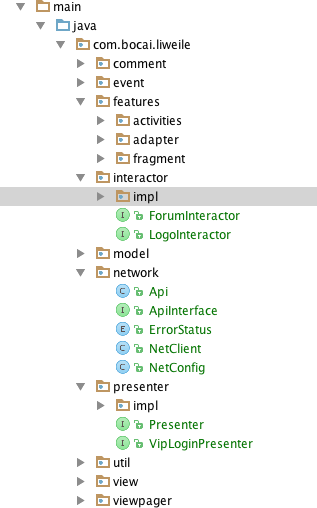 main
java
com.bocai.liweile
comment
event
features
activities
adapter
fragment
interactor
impl
I ForumInteractor
I LogoInteractor
model
network
C Api
I ApiInterface
E ErrorStatus
C NetClient
C NetConfig
presenter
impl
I Presenter
I VipLoginPresenter
util
view
viewpager